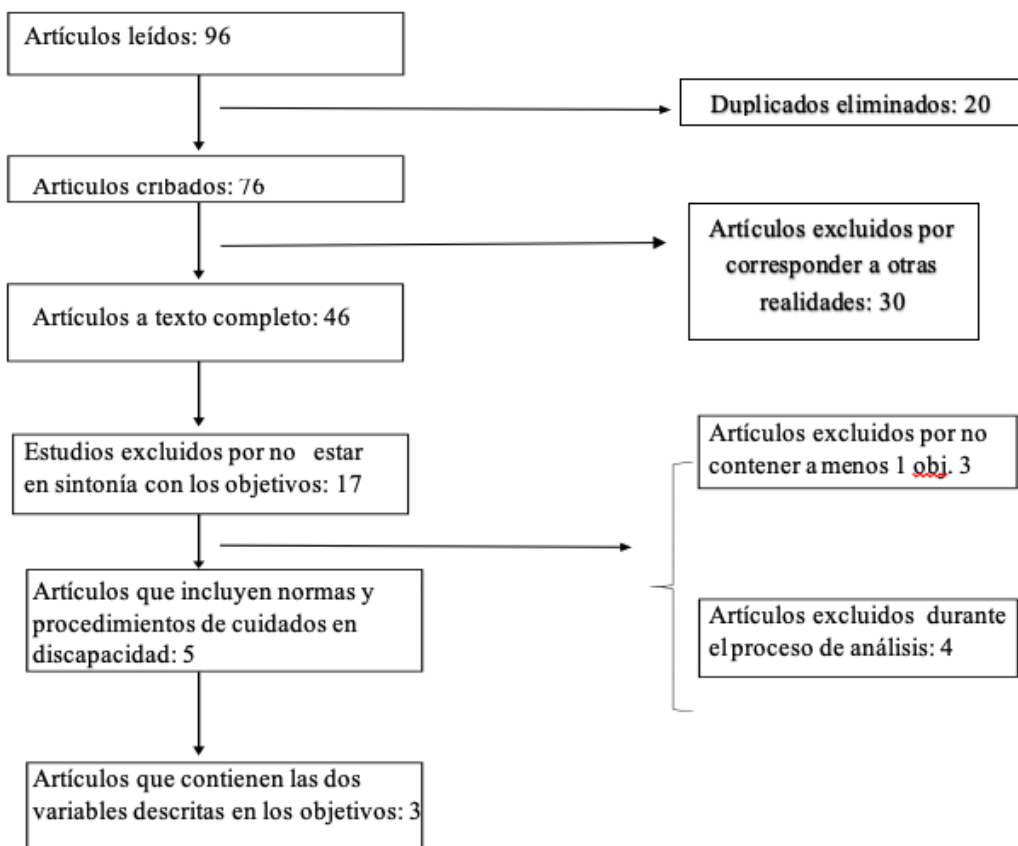 Artículos leídos: 96
Duplicados eliminados: 20
Artículos cribados: 76
Artículos excluidos por
corresponder a otras
realidades: 30
Artículos a texto completo: 46
Estudios excluidos por no estar
en sintonía con los objetivos: 17
Artículos excluidos por no
contener a menos 1 obj. 3
Artículos que incluyen normas y
procedimientos de cuidados en
discapacidad: 5
Artículos excluidos durante
el proceso de análisis: 4
Artículos que contienen las dos
variables descritas en los objetivos: 3